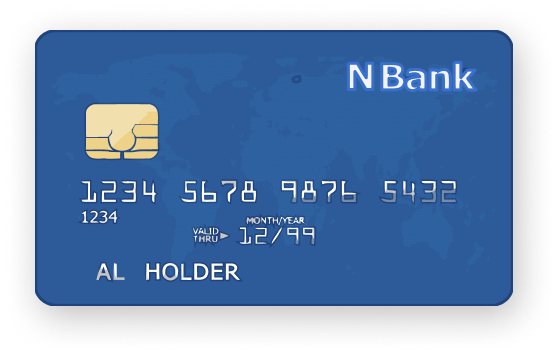 N Bank
1234 5678 9876 5432
1234
MONTH/YEAR
VALID THRU ▶ 12/99
AL HOLDER